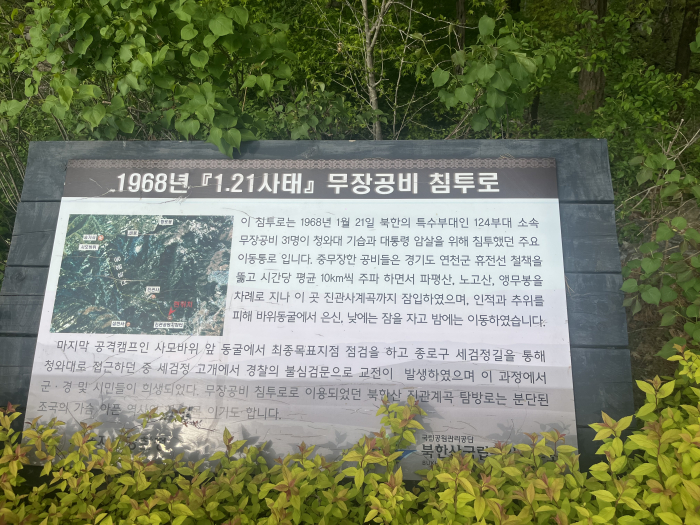 1968년 『1.21사태』 무장공비 침투로
이 침투로는 1968년 1월 21일 북한의 특수부대인 124부대 소속
무장공비 31명이 청와대 기습과 대통령 암살을 위해 침투했던 주요
이동통로 입니다. 중무장한 공비들은 경기도 연천군 휴전선 철책을
뚫고 시간당 평균 10km씩 주파 하면서 파평산, 노고산, 앵무봉을
차례로 지나 이 곳 진관사계곡까지 잠입하였으며, 인적과 추위를
피해 바위동굴에서 은신, 낮에는 잠을 자고 밤에는 이동하였습니다.
사모바위
마지막 공격캠프인 사모바위 앞 동굴에서 최종목표지점 점검을 하고 종로구 세검정길을 통해
청와대로 접근하던 중 세검정 고개에서 경찰의 불심검문으로 교전이 발생하였으며 이 과정에서
군·경 및 시민들이 희생되었다. 무장공비 침투로로 이용되었던 북한산 진관계곡 탐방로는 분단된
조국의 가슴 아픈 이기도 합니다.
국립공원관리공단
북한산국립